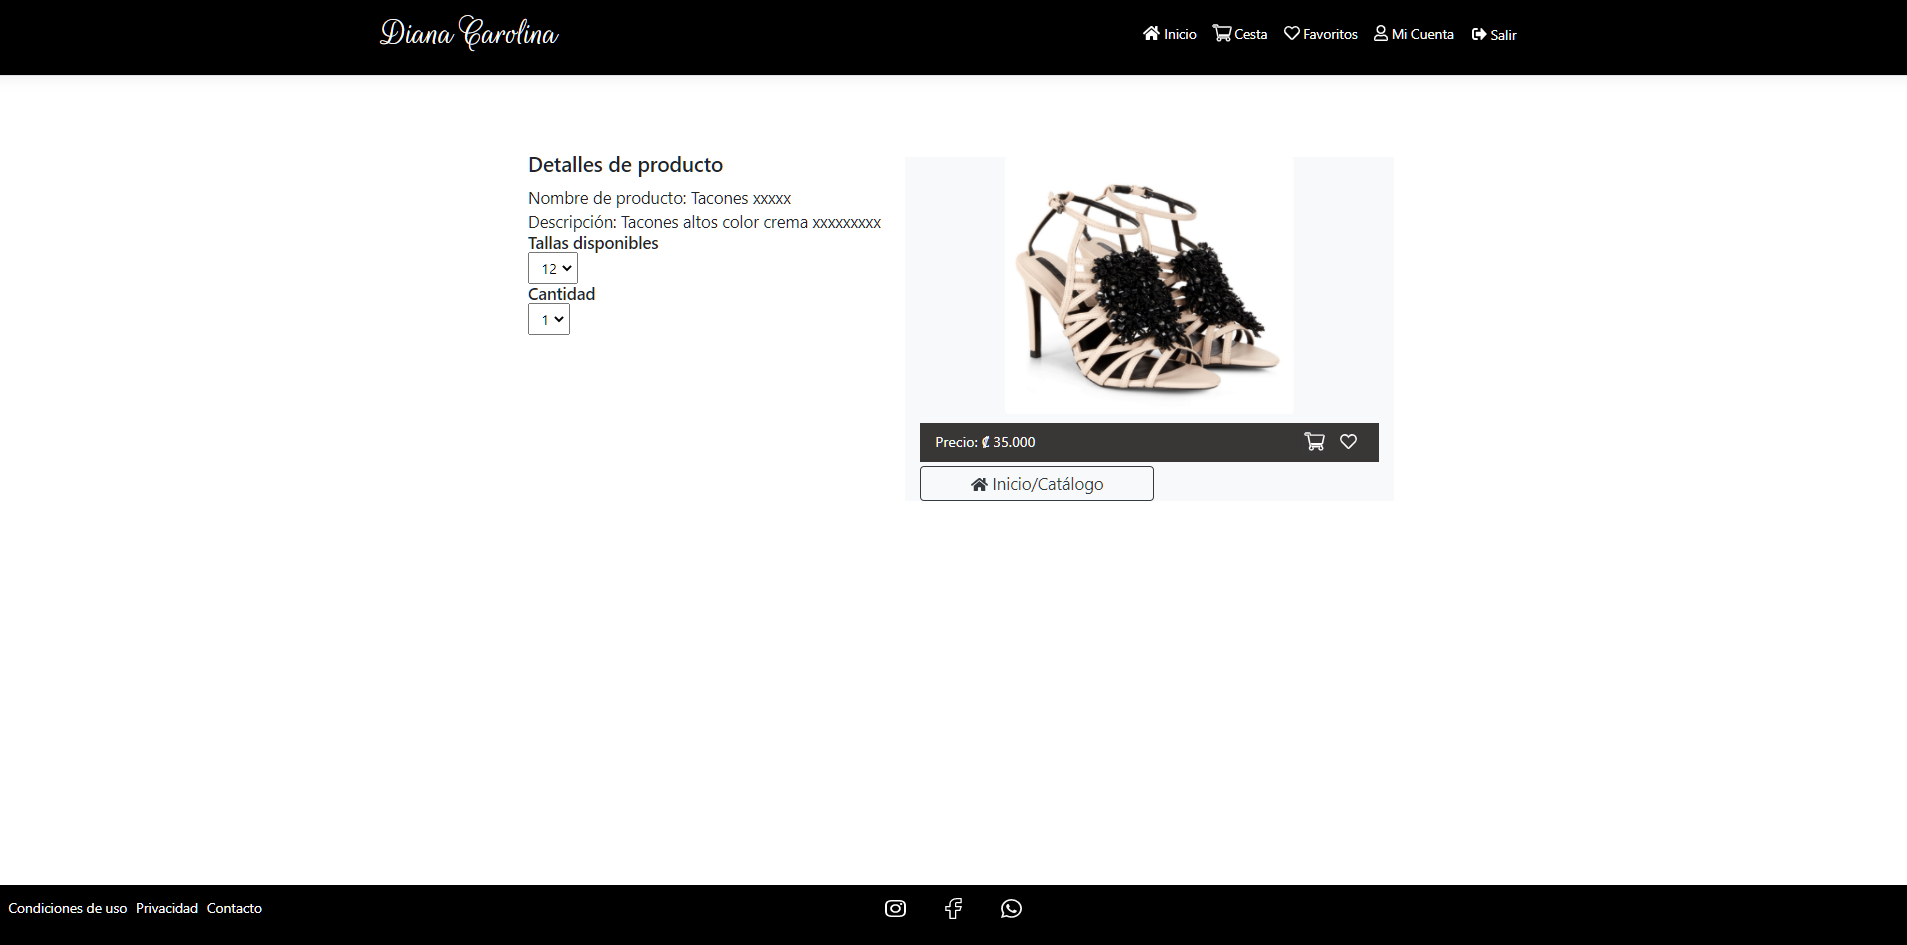 Diana Carolina
Inicio Cesta Favoritos Mi Cuenta Salir
Detalles de producto
Nombre de producto: Tacones xxxxx
Descripción: Tacones altos color crema xxxxxxxxx
Tallas disponibles
12
Cantidad
1
Precio: ₡ 35.000
Inicio/Catálogo
Condiciones de uso Privacidad Contacto